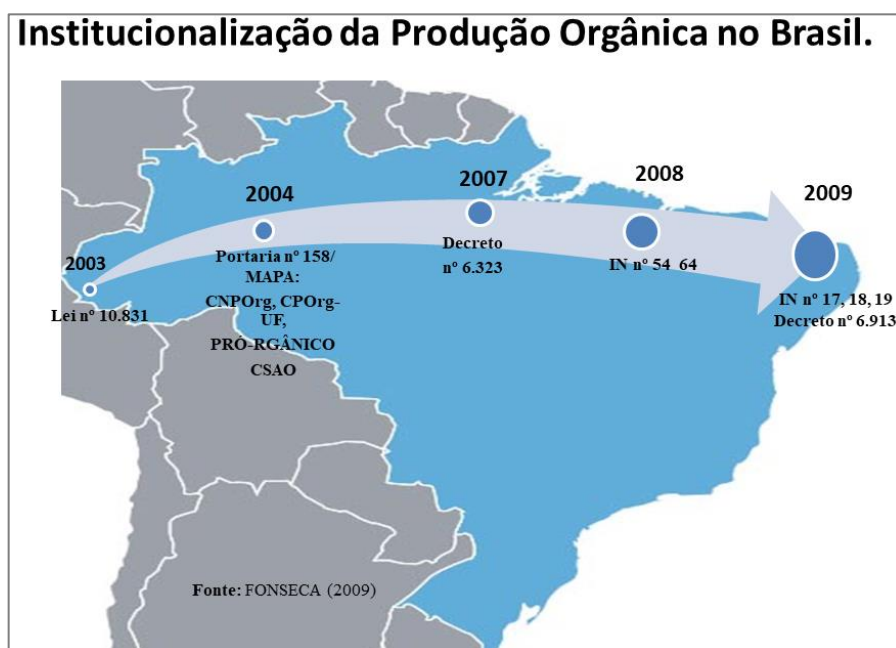 Institucionalização da Produção Orgânica no Brasil.
2003
Lei nº 10.831
2004
Portaria nº 158/
MAPA:
CNPOrg, CPOrg-
UF,
PRÓ-RGÂNICO
CSAO
2007
Decreto
nº 6.323
2008
IN nº 54 64
2009
IN nº 17, 18, 19
Decreto nº 6.913
Fonte: FONSECA (2009)